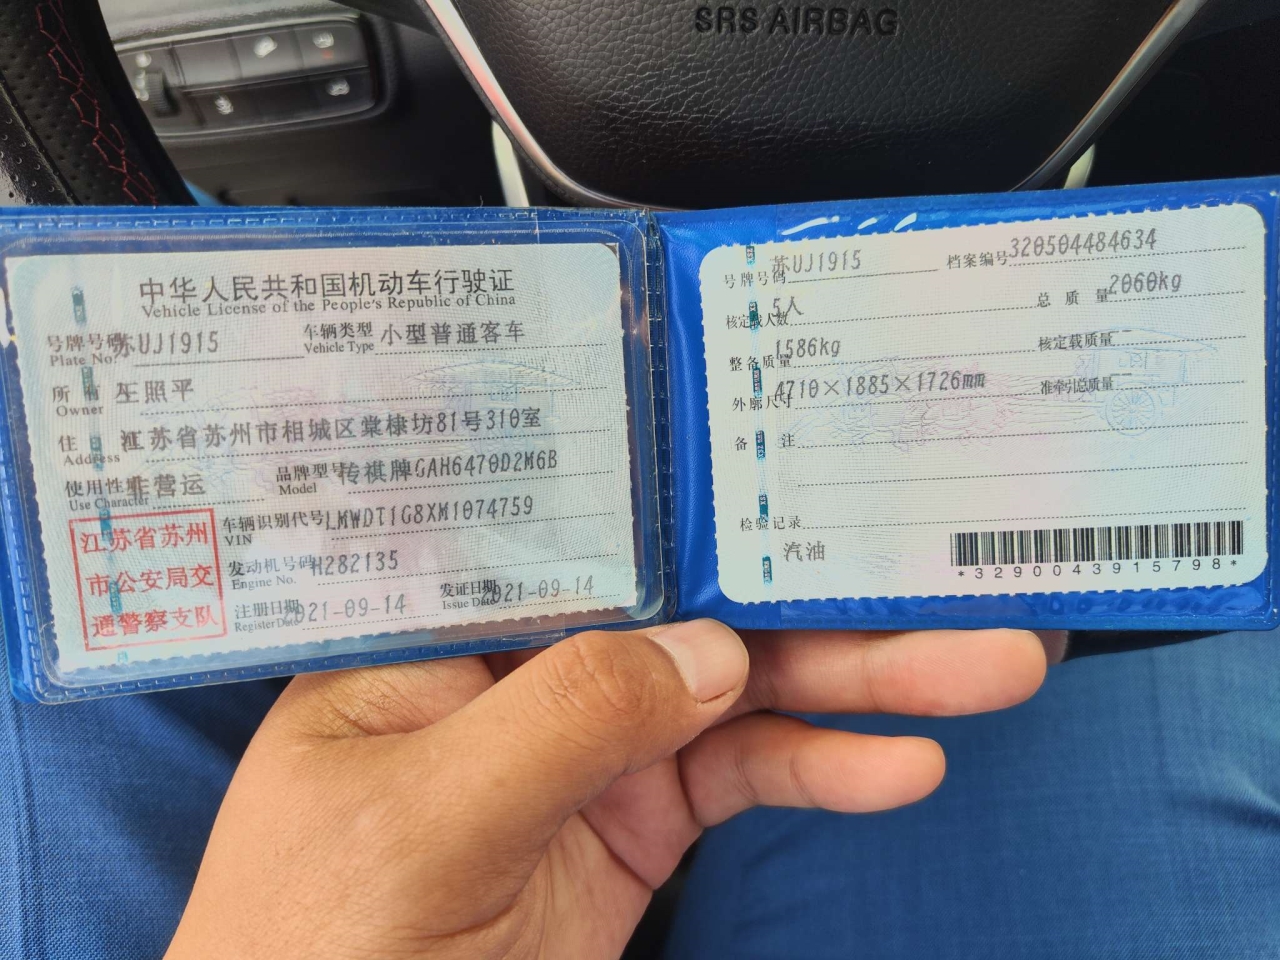 SRS AIRBAG
中华人民共和国机动车行驶证
Vehicle License of the People's Republic of China
号牌号码 苏UJ1915 车辆类型 小型普通客车
Plate No. Vehicle Type
所有人 王照平
Owner
住址 江苏省苏州市相城区棠棣坊81号310室
Address
使用性质 非营运 品牌型号 传祺牌GAH6470D2M6B
Use Character Model
车辆识别代号 LMWDT1G8XM1074759
VIN
发动机号码 H282135
Engine No.
注册日期 2021-09-14 发证日期 2021-09-14
Register Date Issue Date
江苏省苏州
市公安局交
通警察支队
号牌号码 苏UJ1915 档案编号 320504484634
核定载人数 5人 总质量 2060kg
整备质量 1586kg 核定载质量 --
外廓尺寸 4710×1885×1726mm 准牵引总质量 --
备注
检验记录
汽油
*3290043915798*